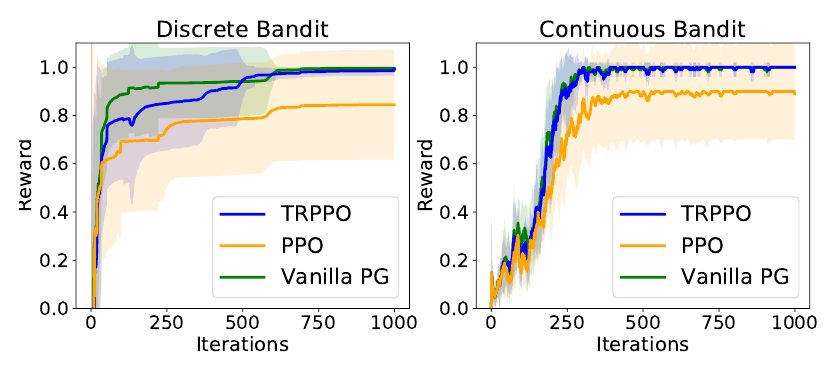 Discrete Bandit
Reward
1.0
0.8
0.6
0.4
0.2
0.0
TRPPO
PPO
Vanilla PG
0
250
500
750
1000
Iterations
Continuous Bandit
Reward
1.0
0.8
0.6
0.4
0.2
0.0
TRPPO
PPO
Vanilla PG
0
250
500
750
1000
Iterations